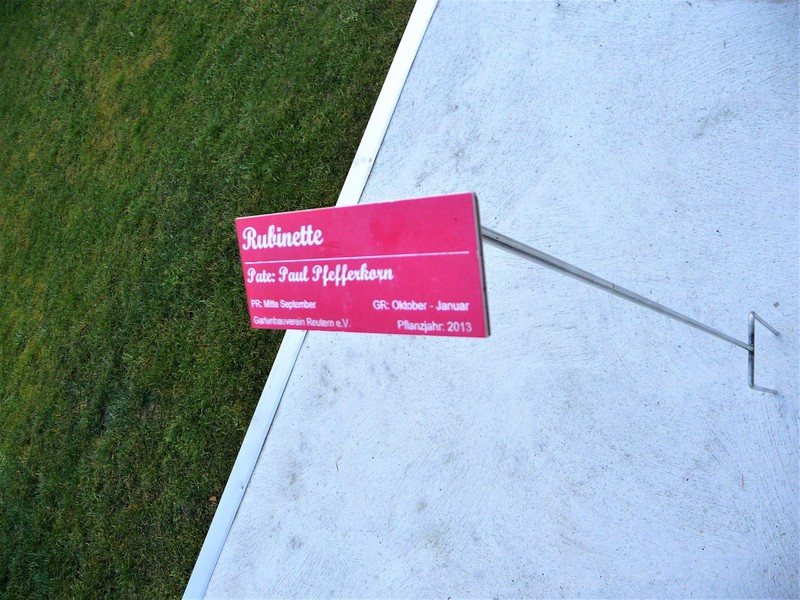 Rubinette
Pate: Paul Pfefferkorn
PR: Mitte September GR: Oktober - Januar
Gartenbauverein Reutern e.V. Pflanzjahr: 2013